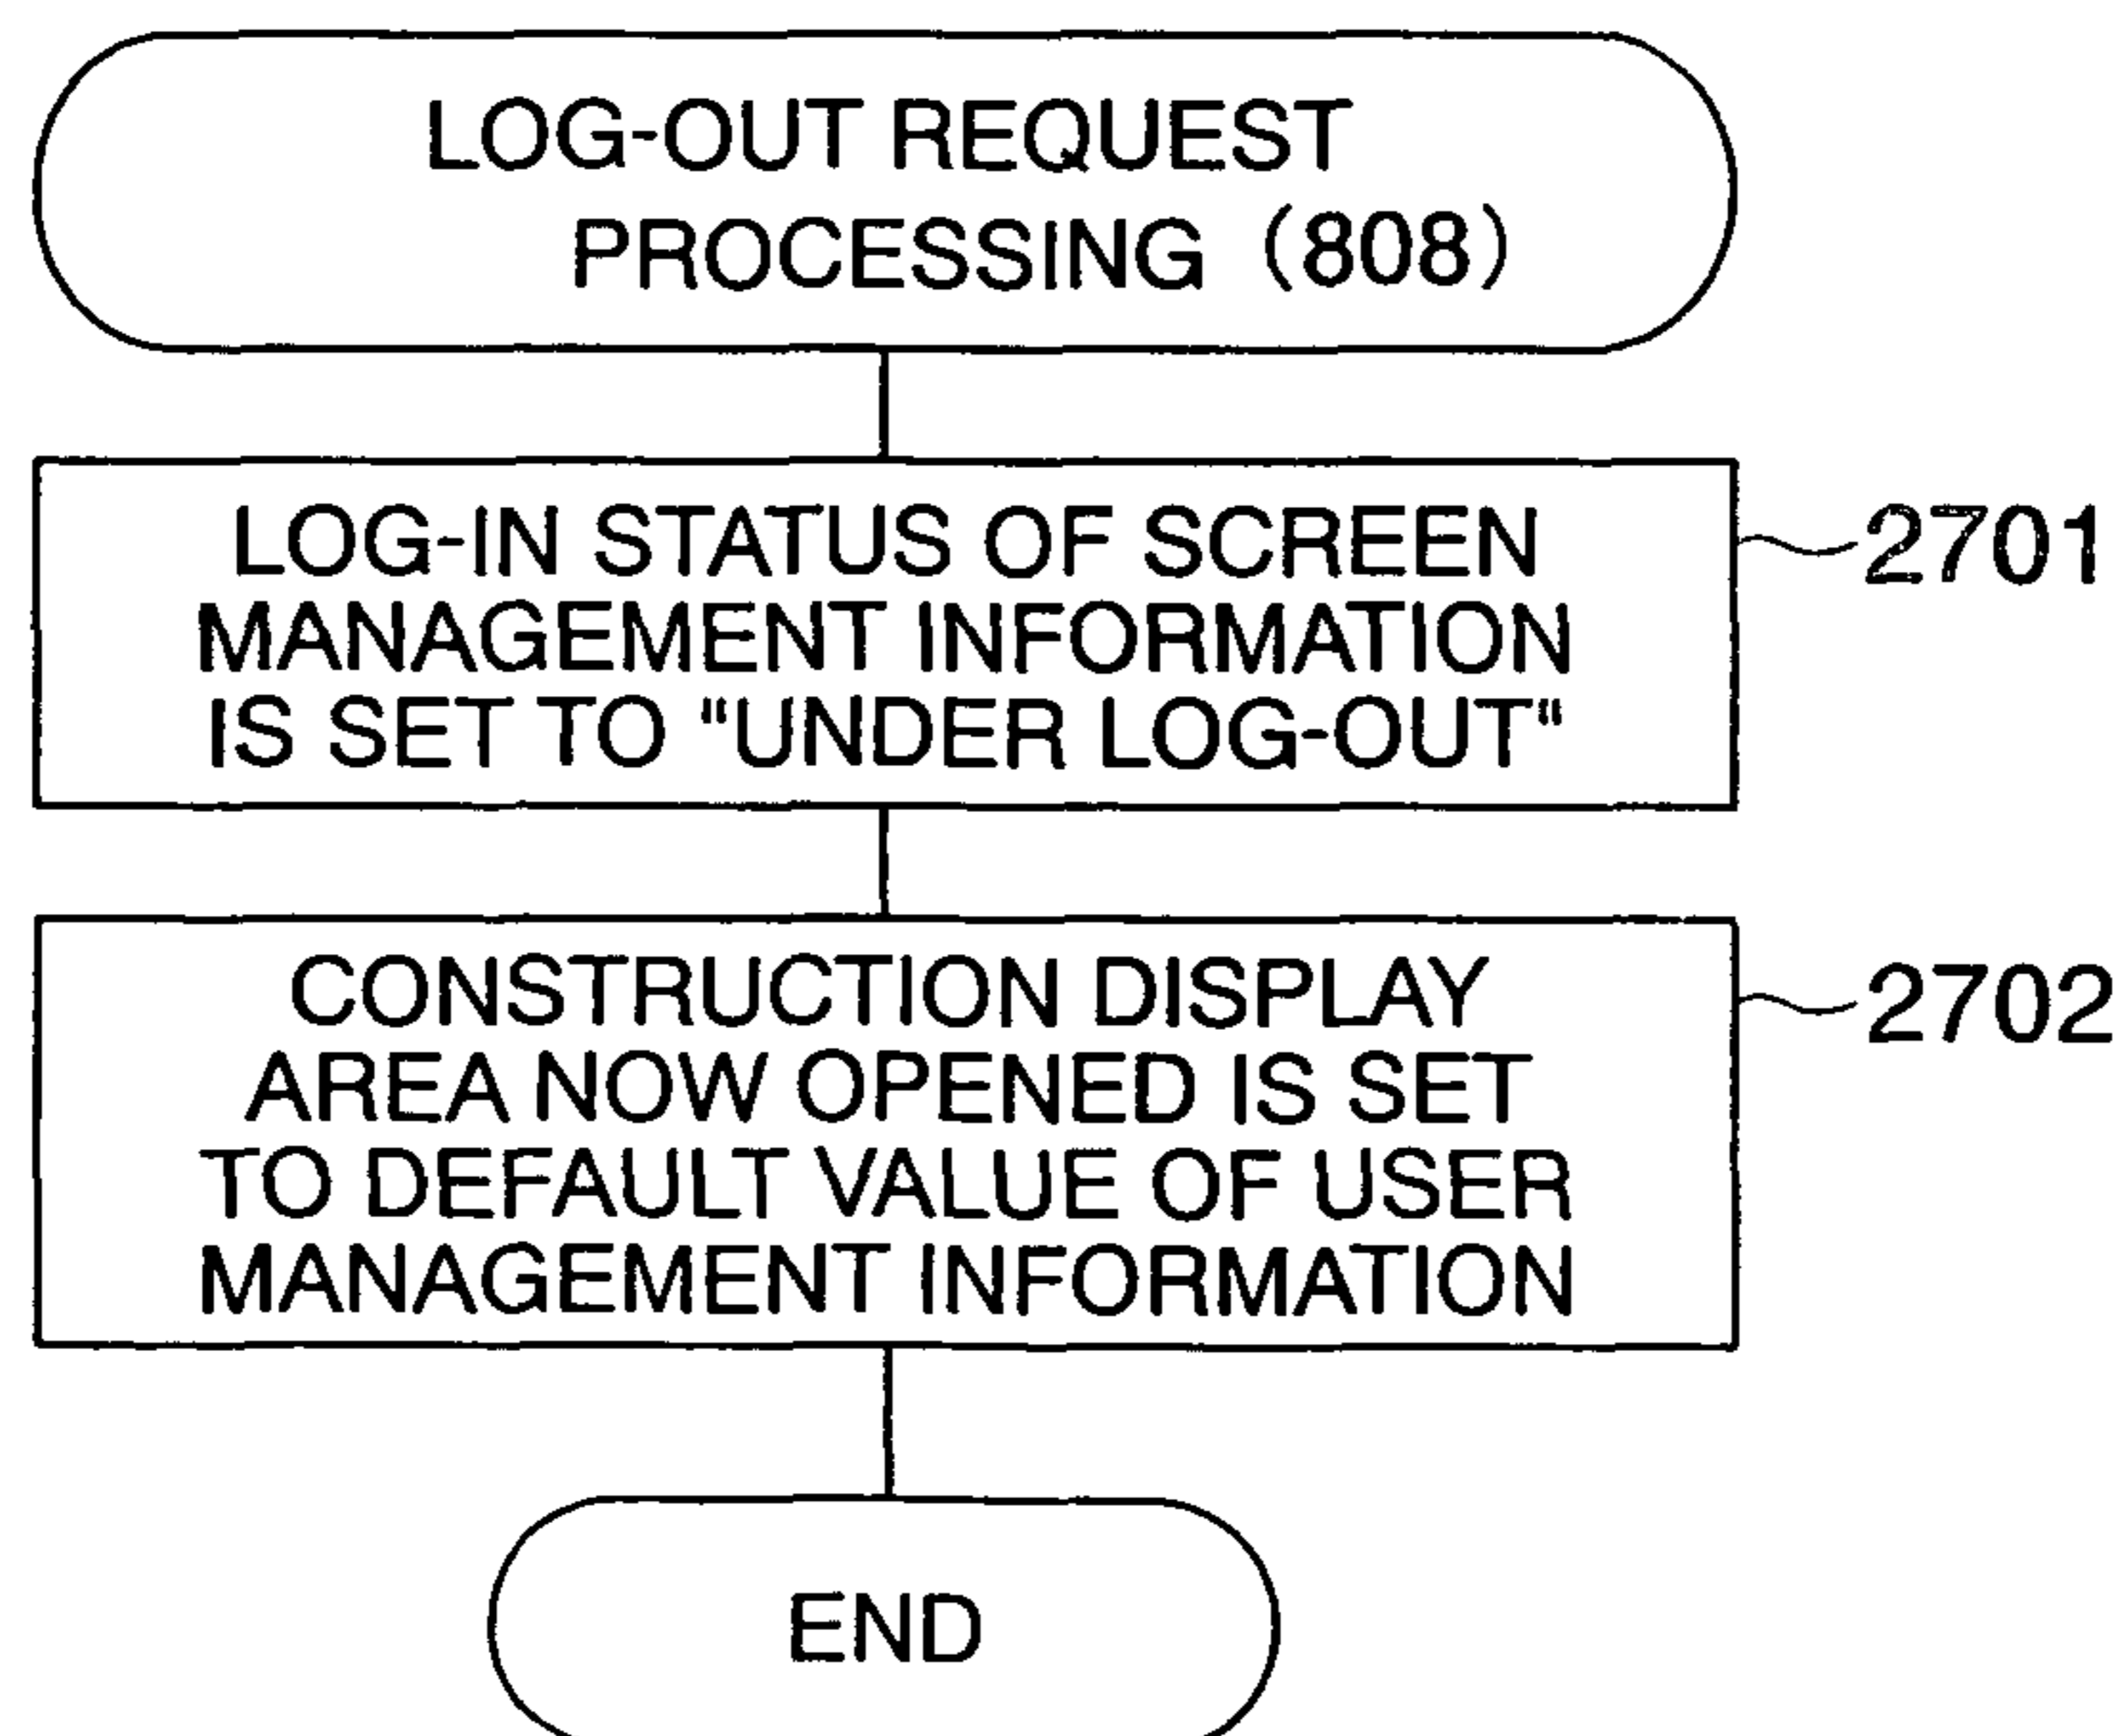 LOG-OUT REQUEST
PROCESSING (808)
LOG-IN STATUS OF SCREEN
MANAGEMENT INFORMATION
IS SET TO "UNDER LOG-OUT"
2701
CONSTRUCTION DISPLAY
AREA NOW OPENED IS SET
TO DEFAULT VALUE OF USER
MANAGEMENT INFORMATION
2702
END